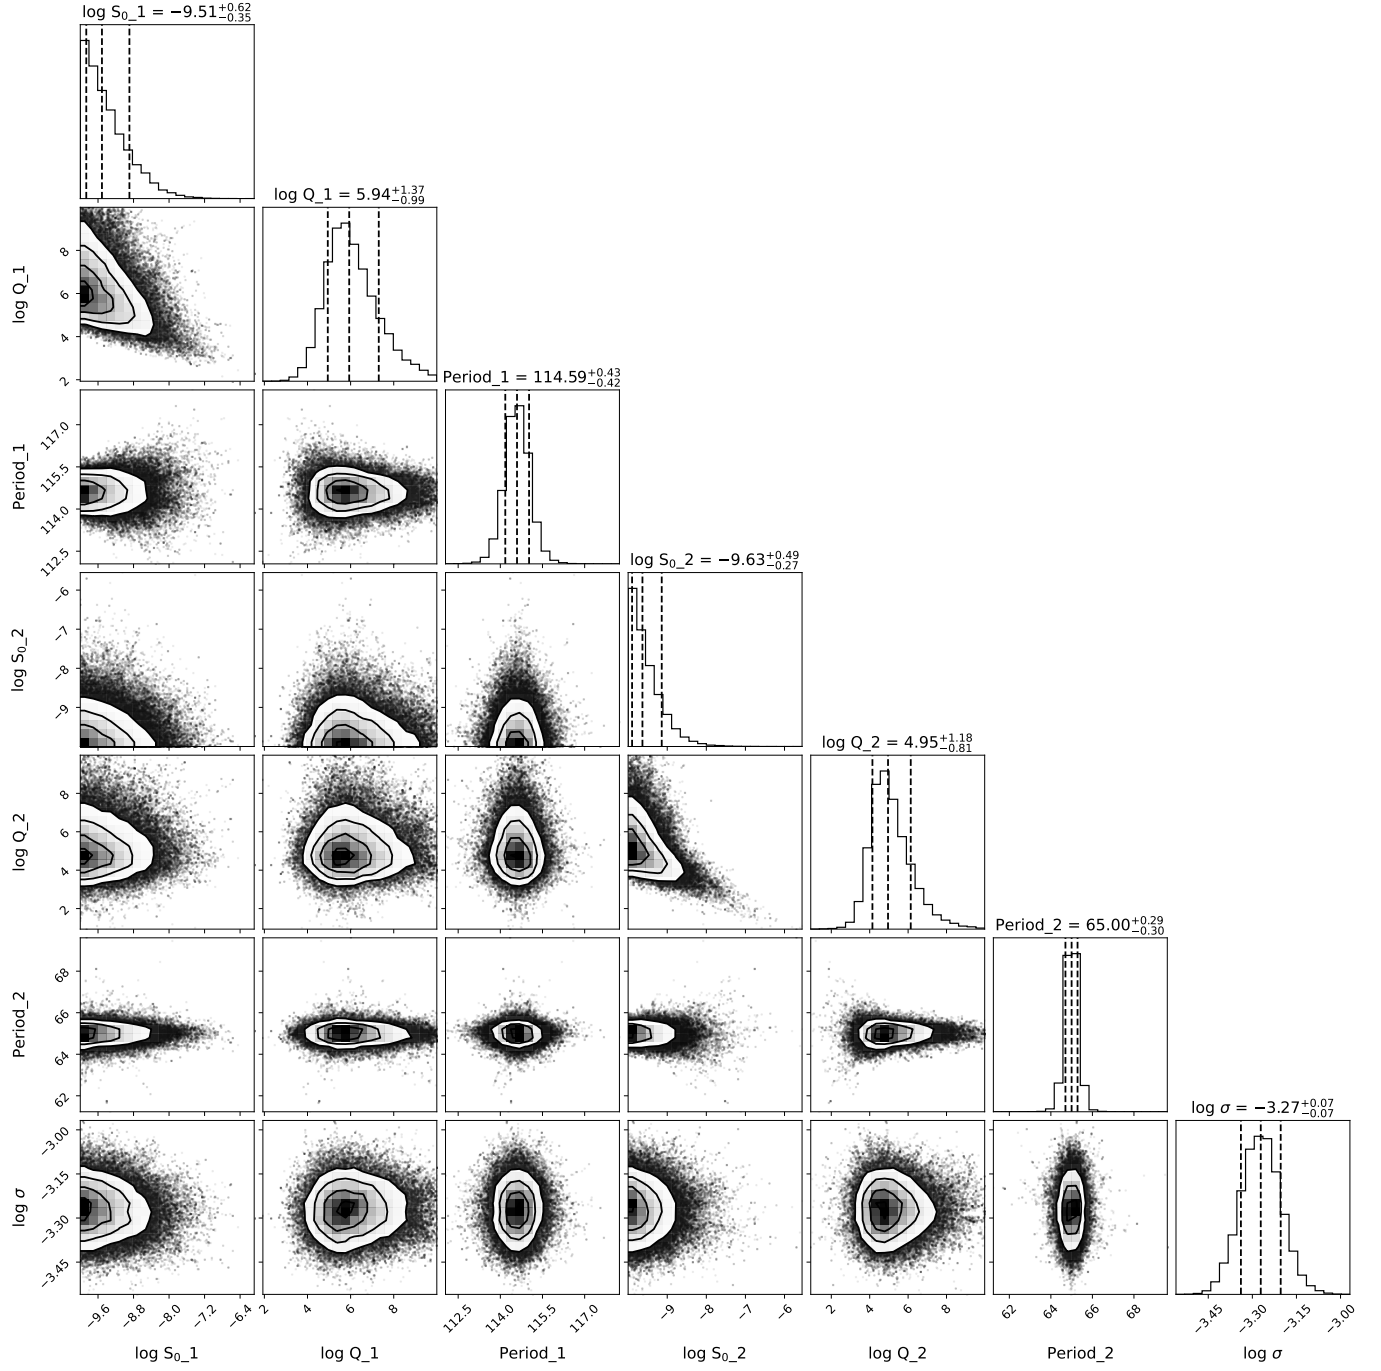 log S₀_1 = −9.51+0.62−0.35
log Q_1 = 5.94+1.37−0.99
log Q_1
8
6
4
2
Period_1 = 114.59+0.43−0.42
Period_1
117.0
115.5
114.0
112.5
log S₀_2 = −9.63+0.49−0.27
log S₀_2
−6
−7
−8
−9
log Q_2 = 4.95+1.18−0.81
log Q_2
8
6
4
2
Period_2 = 65.00+0.29−0.30
Period_2
68
66
64
62
log σ = −3.27+0.07−0.07
log σ
−3.00
−3.15
−3.30
−3.45
−9.6 −8.8 −8.0 −7.2 −6.4 2 4 6 8 112.5 114.0 115.5 117.0 −9 −8 −7 −6 2 4 6 8 62 64 66 68 −3.45 −3.30 −3.15 −3.00
log S₀_1 log Q_1 Period_1 log S₀_2 log Q_2 Period_2 log σ